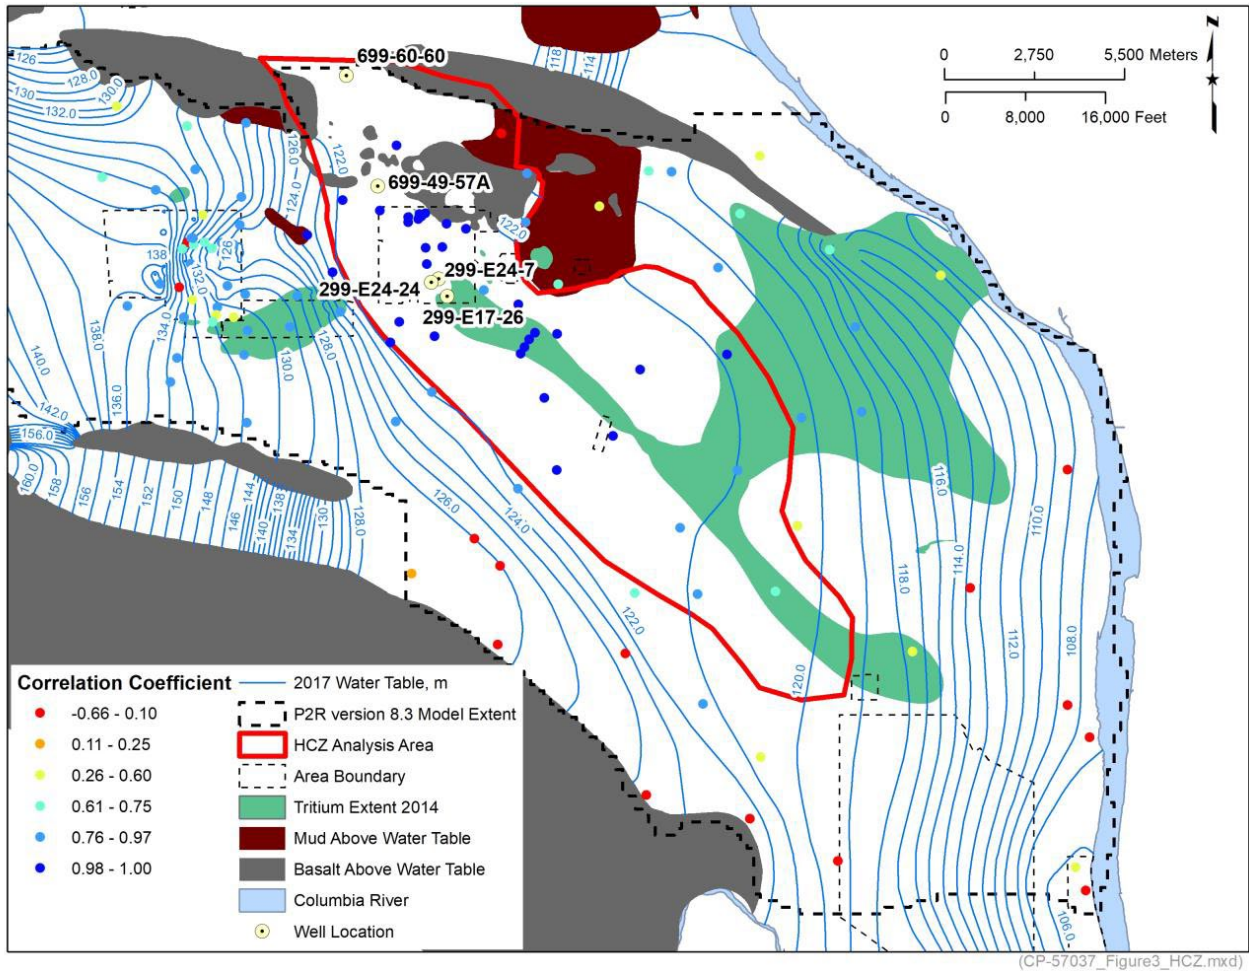 699-60-60
0 2,750 5,500 Meters
0 8,000 16,000 Feet
N
126
128.0
130
130.0
132.0
118
114
126.0
122.0
124.0
699-49-57A
122.0
126
138
132.0
299-E24-7
299-E24-24
299-E17-26
134.0
138.0
128.0
130.0
140.0
136.0
142.0
156.0
160.0
158
156
154
152
150
148
146
144
140
138
134
130
128.0
126.0
124.0
116.0
110.0
114.0
118.0
122.0
112.0
108.0
120.0
106.0
Correlation Coefficient
-0.66 - 0.10
0.11 - 0.25
0.26 - 0.60
0.61 - 0.75
0.76 - 0.97
0.98 - 1.00
2017 Water Table, m
P2R version 8.3 Model Extent
HCZ Analysis Area
Area Boundary
Tritium Extent 2014
Mud Above Water Table
Basalt Above Water Table
Columbia River
Well Location
(CP-57037_Figure3_HCZ.mxd)